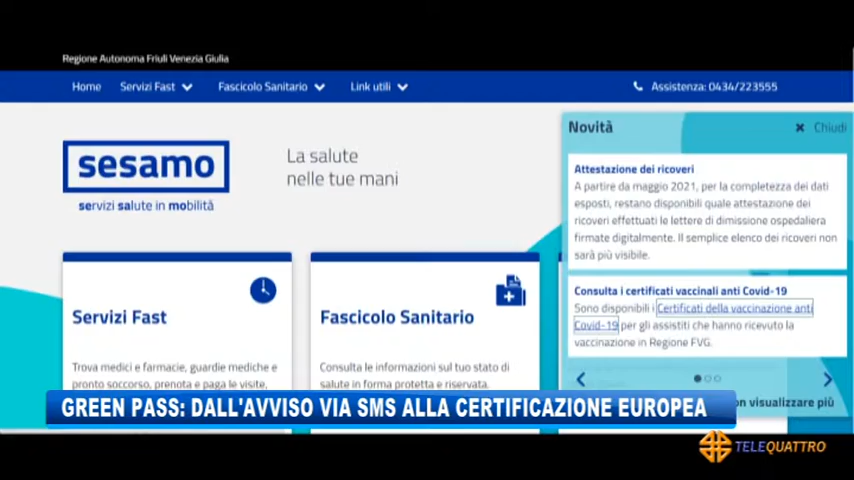 Regione Autonoma Friuli Venezia Giulia
Home Servizi Fast Fascicolo Sanitario Link utili Assistenza: 0434/223555
sesamo
servizi salute in mobilità
La salute
nelle tue mani
Novità
Chiudi
Attestazione dei ricoveri
A partire da maggio 2021, per la completezza dei dati
esposti, restano disponibili quale attestazione dei
ricoveri effettuati le lettere di dimissione ospedaliera
firmate digitalmente. Il semplice elenco dei ricoveri non
sarà più visibile.
Consulta i certificati vaccinali anti Covid-19
Sono disponibili i Certificati della vaccinazione anti
Covid-19 per gli assistiti che hanno ricevuto la
vaccinazione in Regione FVG.
on visualizzare più
Servizi Fast
Trova medici e farmacie, guardie mediche e
pronto soccorso, prenota e paga le visite,
Fascicolo Sanitario
Consulta le informazioni sul tuo stato di
salute in forma protetta e riservata.
GREEN PASS: DALL'AVVISO VIA SMS ALLA CERTIFICAZIONE EUROPEA
TELEQUATTRO